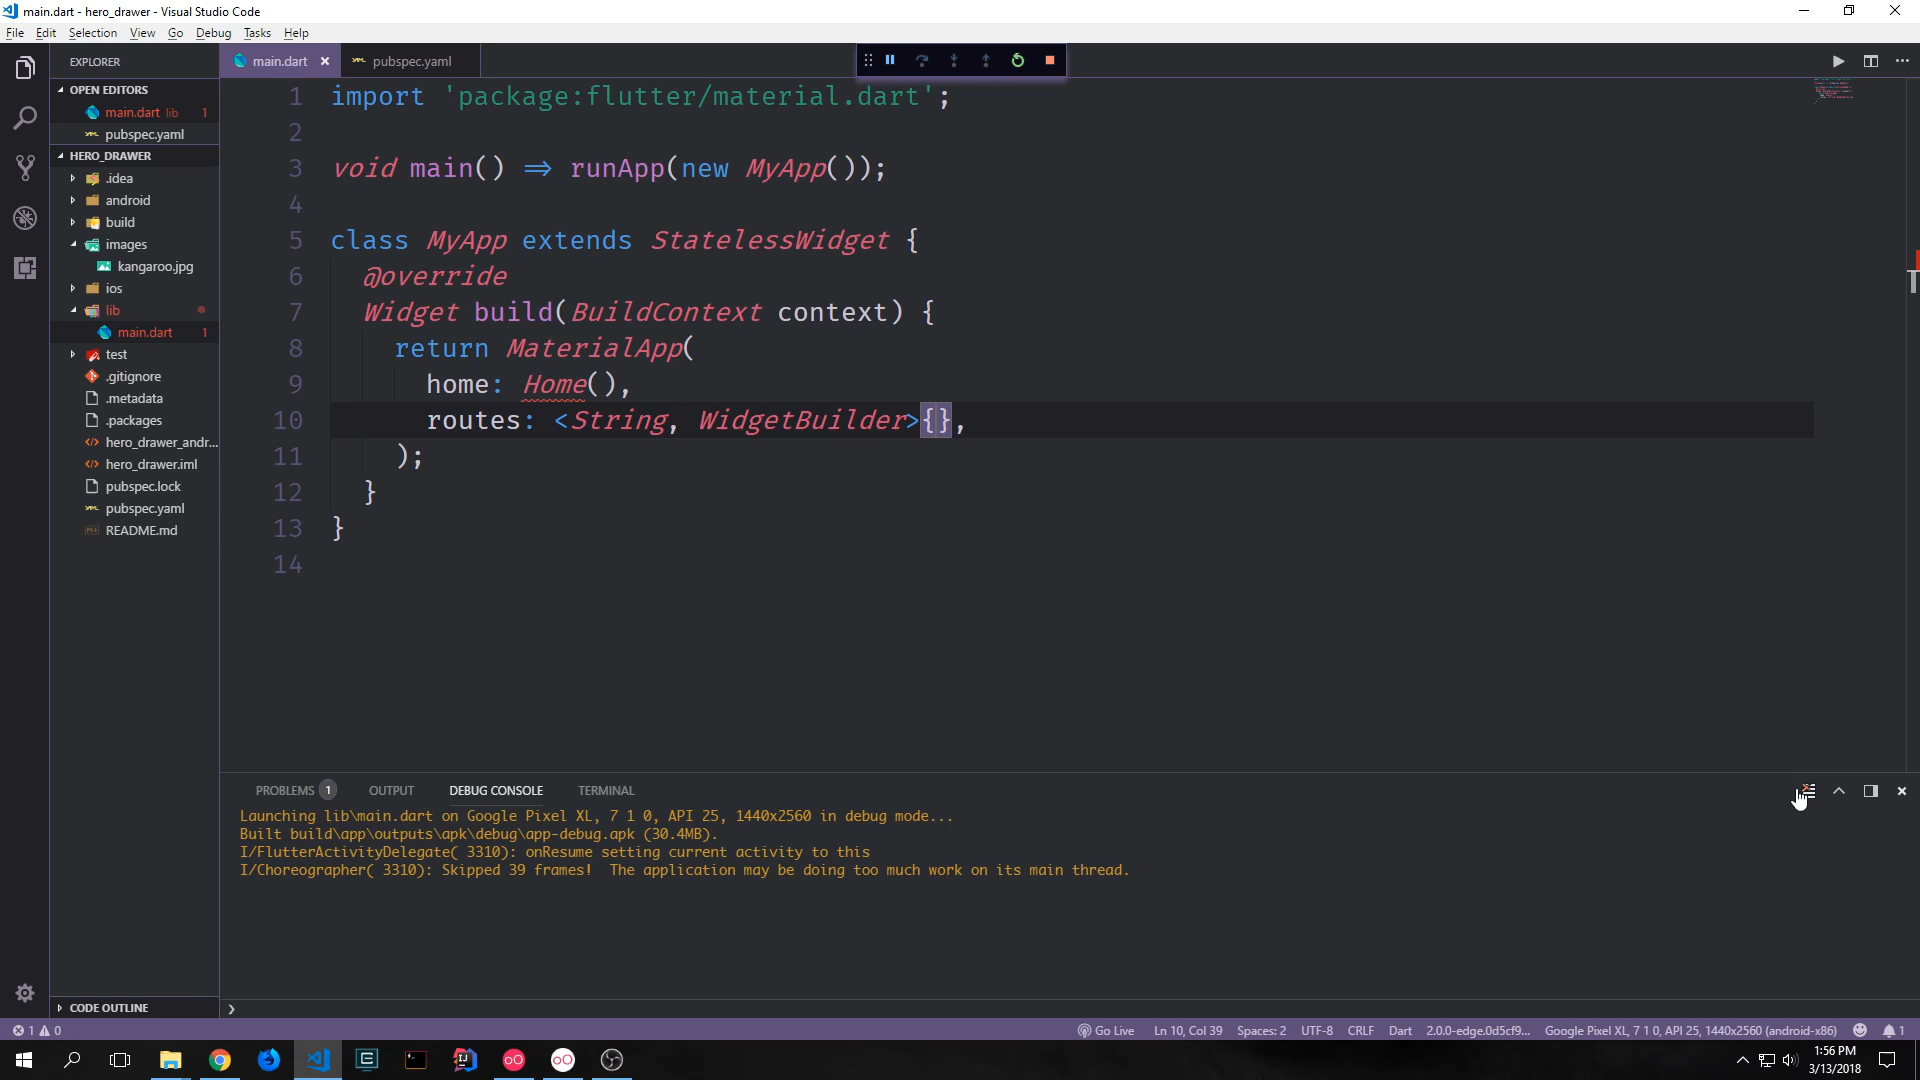 main.dart - hero_drawer - Visual Studio Code
File Edit Selection View Go Debug Tasks Help
EXPLORER
main.dart
pubspec.yaml
OPEN EDITORS
main.dart lib 1
pubspec.yaml
HERO_DRAWER
.idea
android
build
images
kangaroo.jpg
ios
lib
main.dart 1
test
.gitignore
.metadata
.packages
hero_drawer_andr...
hero_drawer.iml
pubspec.lock
pubspec.yaml
README.md
CODE OUTLINE
1 import 'package:flutter/material.dart';
2
3 void main() => runApp(new MyApp());
4
5 class MyApp extends StatelessWidget {
6 @override
7 Widget build(BuildContext context) {
8 return MaterialApp(
9 home: Home(),
10 routes: <String, WidgetBuilder>{},
11 );
12 }
13 }
14
PROBLEMS 1 OUTPUT DEBUG CONSOLE TERMINAL
Launching lib\main.dart on Google Pixel XL, 7 1 0, API 25, 1440x2560 in debug mode...
Built build\app\outputs\apk\debug\app-debug.apk (30.4MB).
I/FlutterActivityDelegate( 3310): onResume setting current activity to this
I/Choreographer( 3310): Skipped 39 frames!  The application may be doing too much work on its main thread.
1 0 Go Live Ln 10, Col 39 Spaces: 2 UTF-8 CRLF Dart 2.0.0-edge.0d5cf9... Google Pixel XL, 7 1 0, API 25, 1440x2560 (android-x86) 1
1:56 PM
3/13/2018